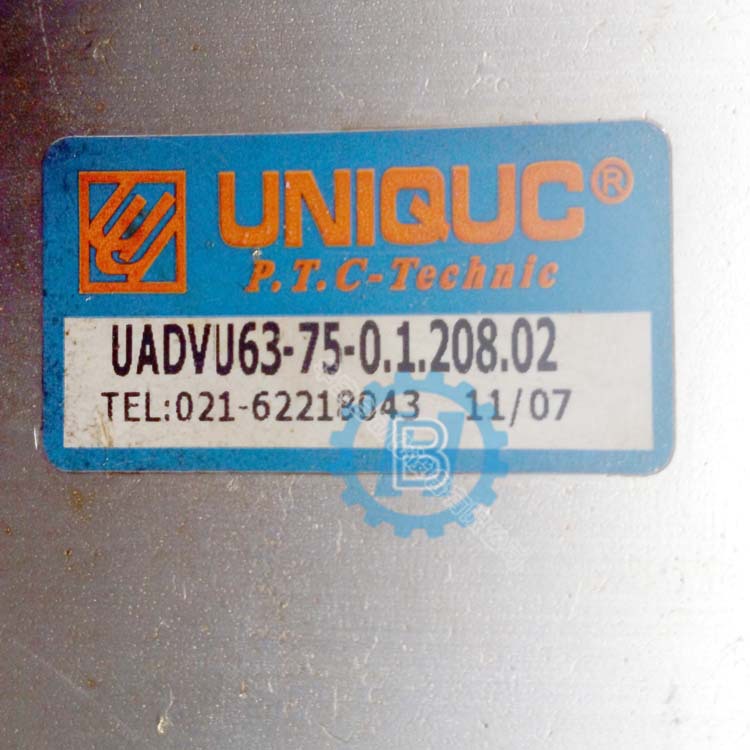 UNIQUC®
P.T.C-Technic
UADVU63-75-0.1.208.02
TEL:021-62218043 11/07
B